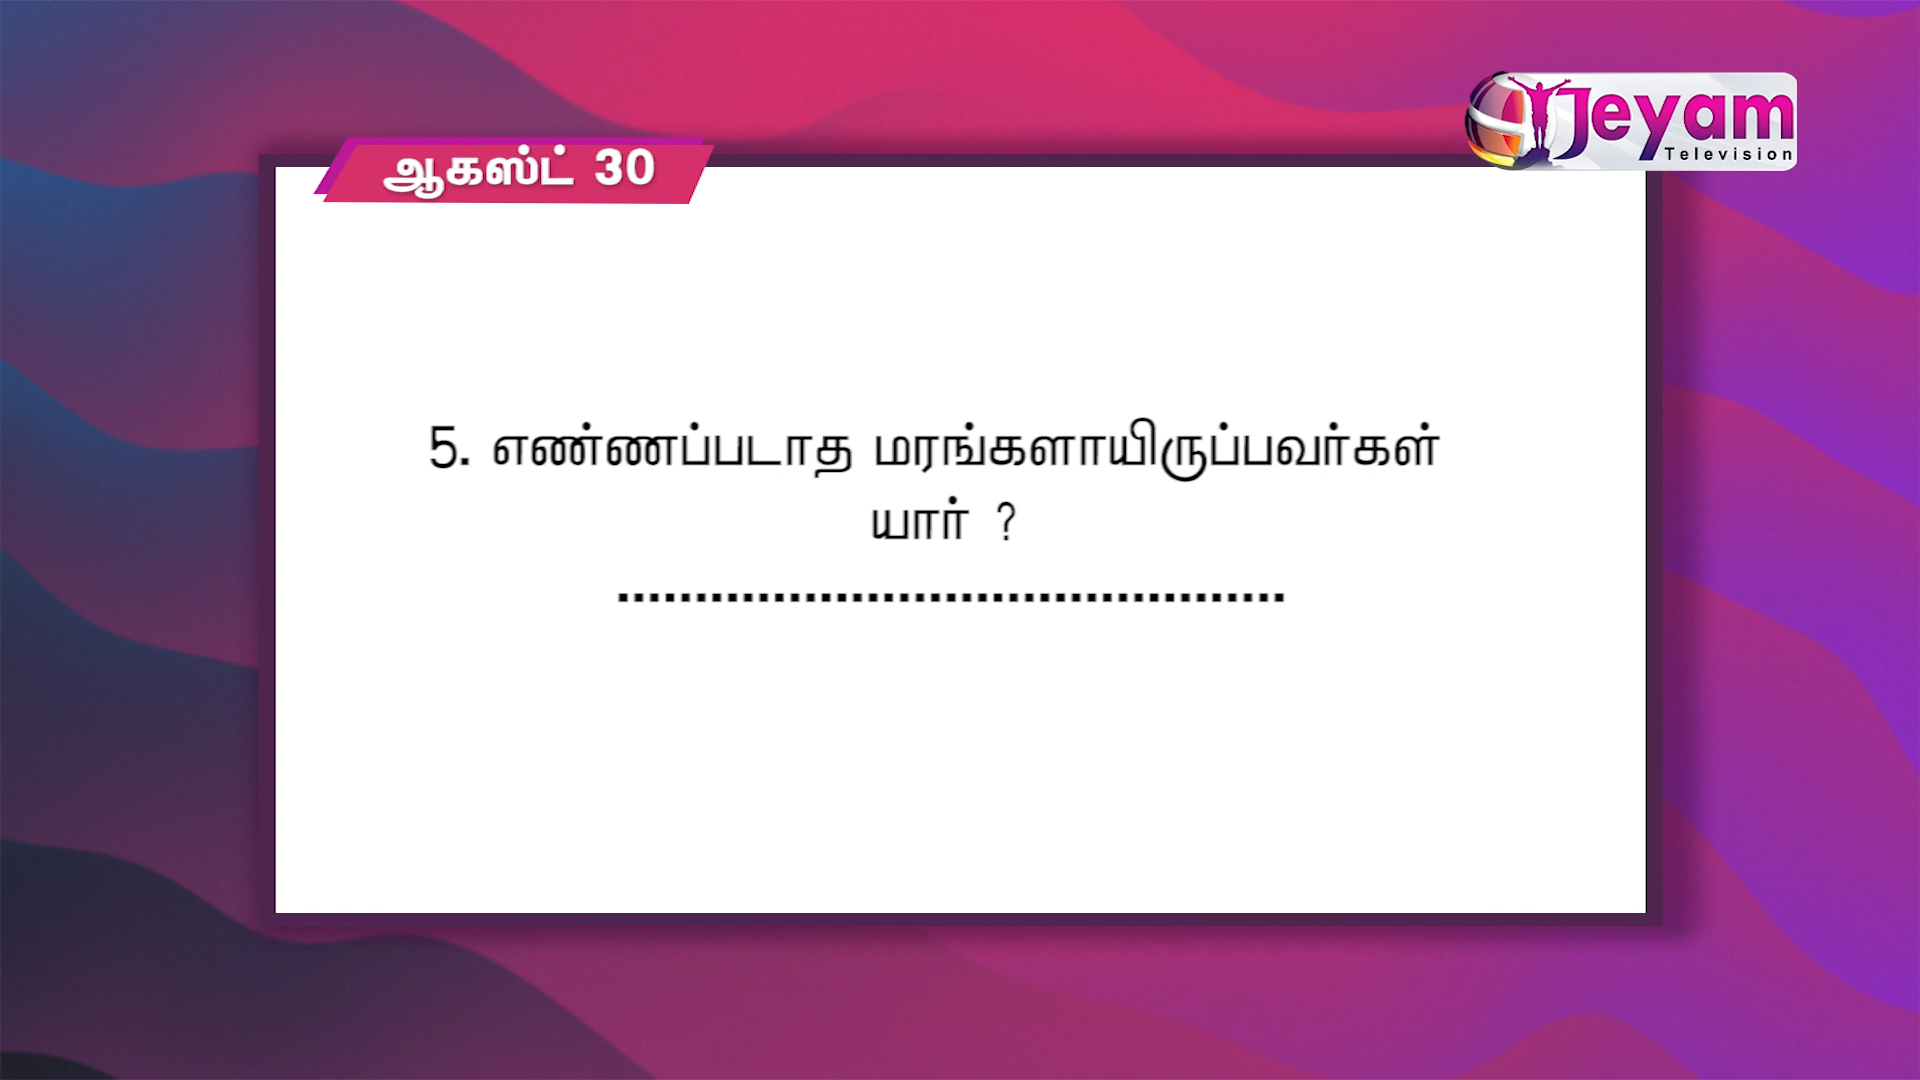 Jeyam
Television
ஆகஸ்ட் 30
5. எண்ணப்படாத மரங்களாயிருப்பவர்கள்
யார் ?
...........................................